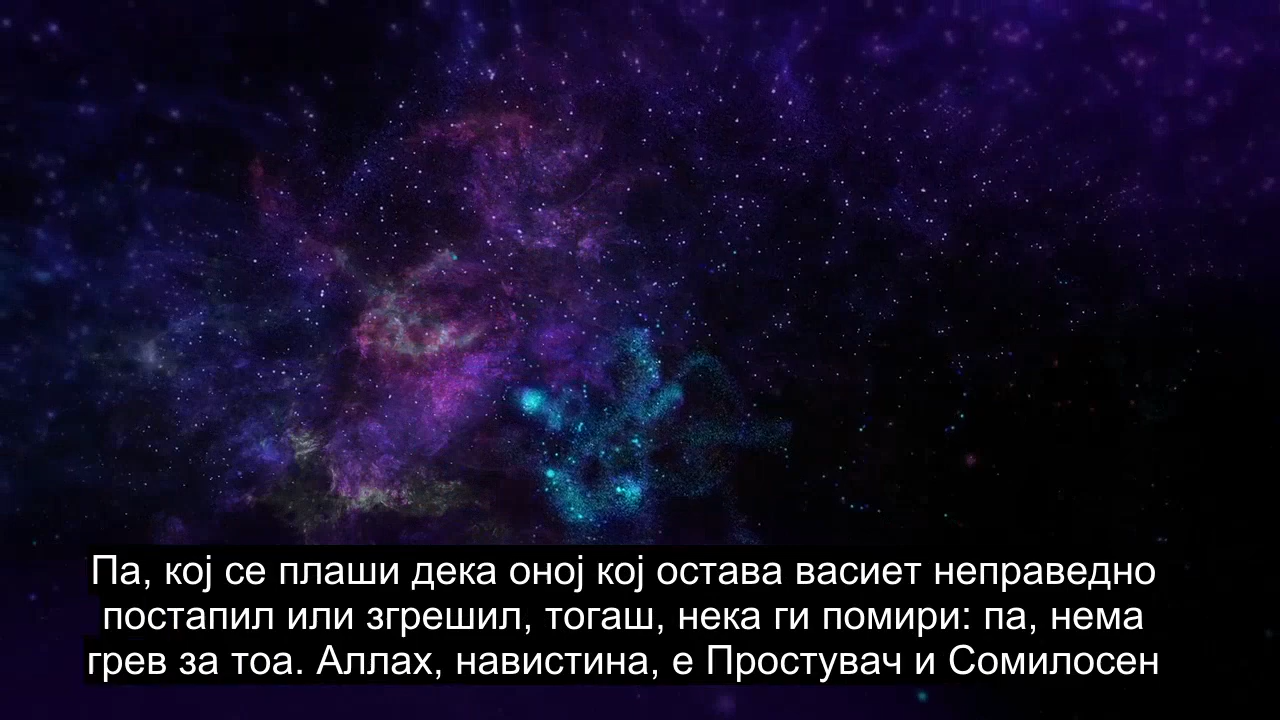 Па, кој се плаши дека оној кој остава васиет неправедно
постапил или згрешил, тогаш, нека ги помири: па, нема
грев за тоа. Аллах, навистина, е Простувач и Сомилосен